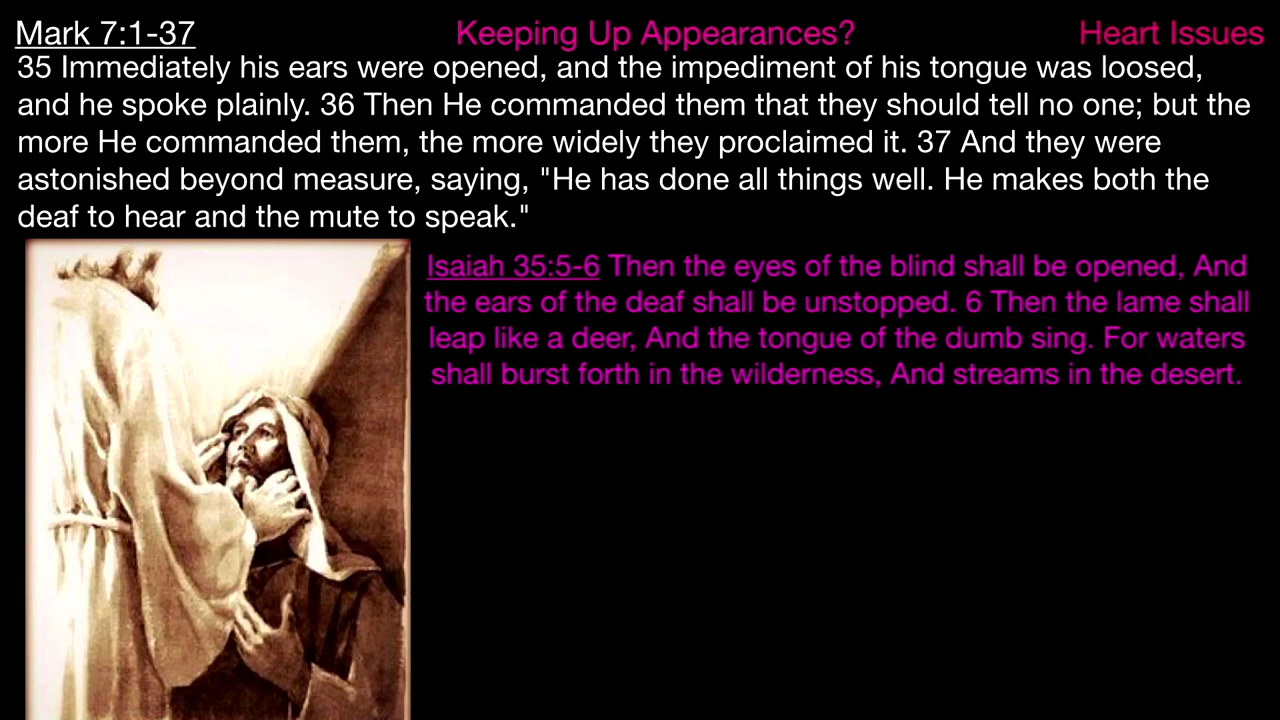 Mark 7:1-37 Keeping Up Appearances? Heart Issues
35 Immediately his ears were opened, and the impediment of his tongue was loosed,
and he spoke plainly. 36 Then He commanded them that they should tell no one; but the
more He commanded them, the more widely they proclaimed it. 37 And they were
astonished beyond measure, saying, "He has done all things well. He makes both the
deaf to hear and the mute to speak."
Isaiah 35:5-6 Then the eyes of the blind shall be opened, And
the ears of the deaf shall be unstopped. 6 Then the lame shall
leap like a deer, And the tongue of the dumb sing. For waters
shall burst forth in the wilderness, And streams in the desert.